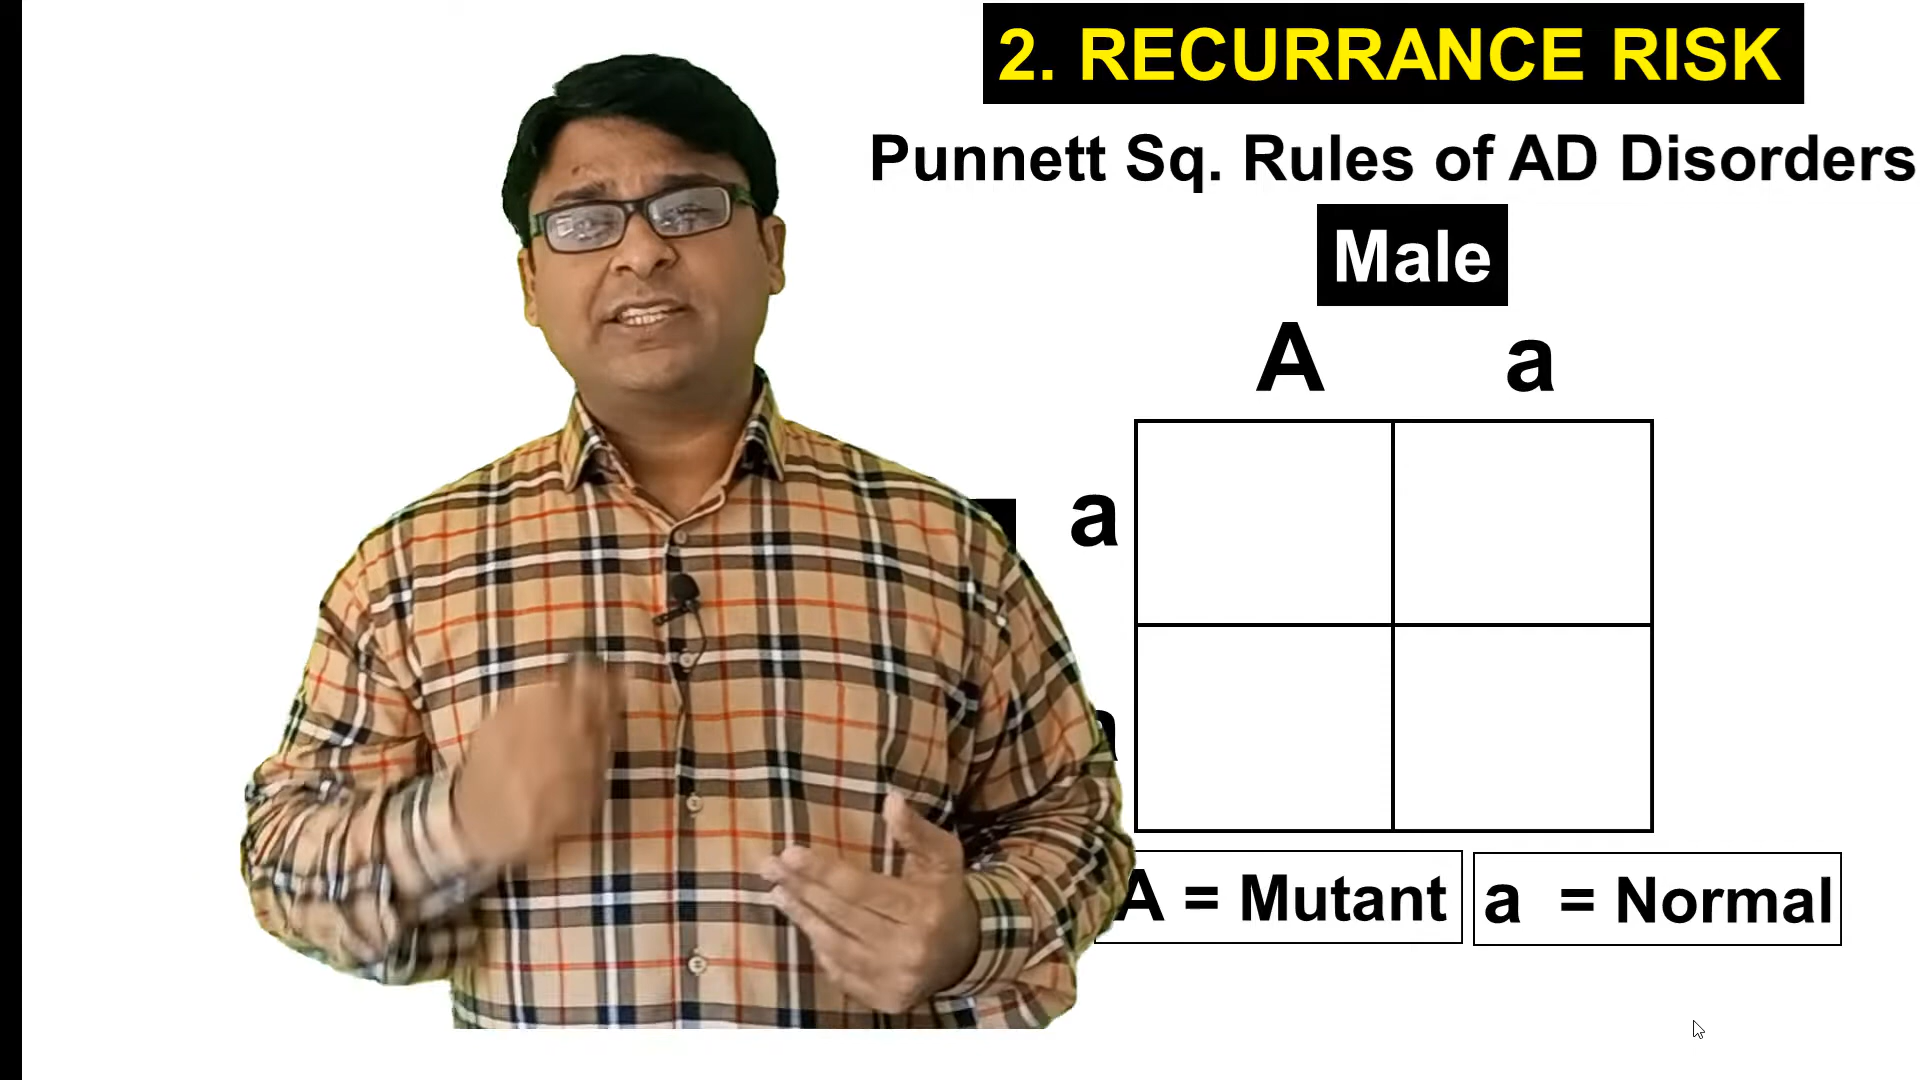 2. RECURRANCE RISK
Punnett Sq. Rules of AD Disorders
Male
A a
a
A = Mutant
a = Normal